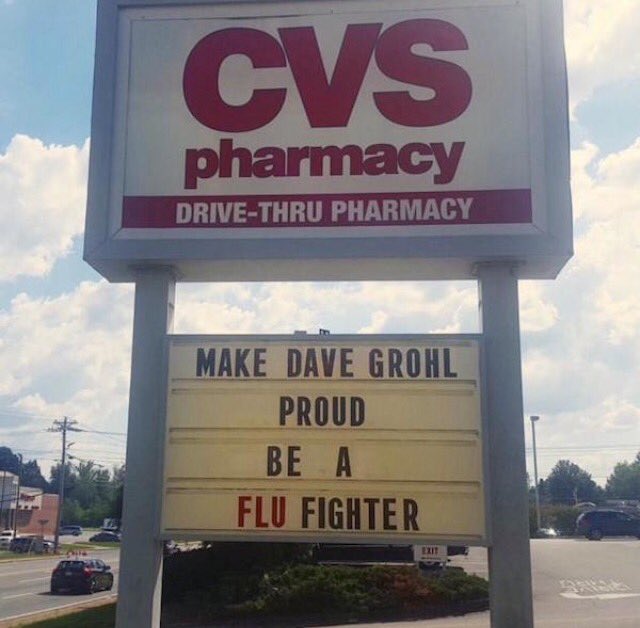 CVS
pharmacy
DRIVE-THRU PHARMACY
MAKE DAVE GROHL
PROUD
BE A
FLU FIGHTER
EXIT